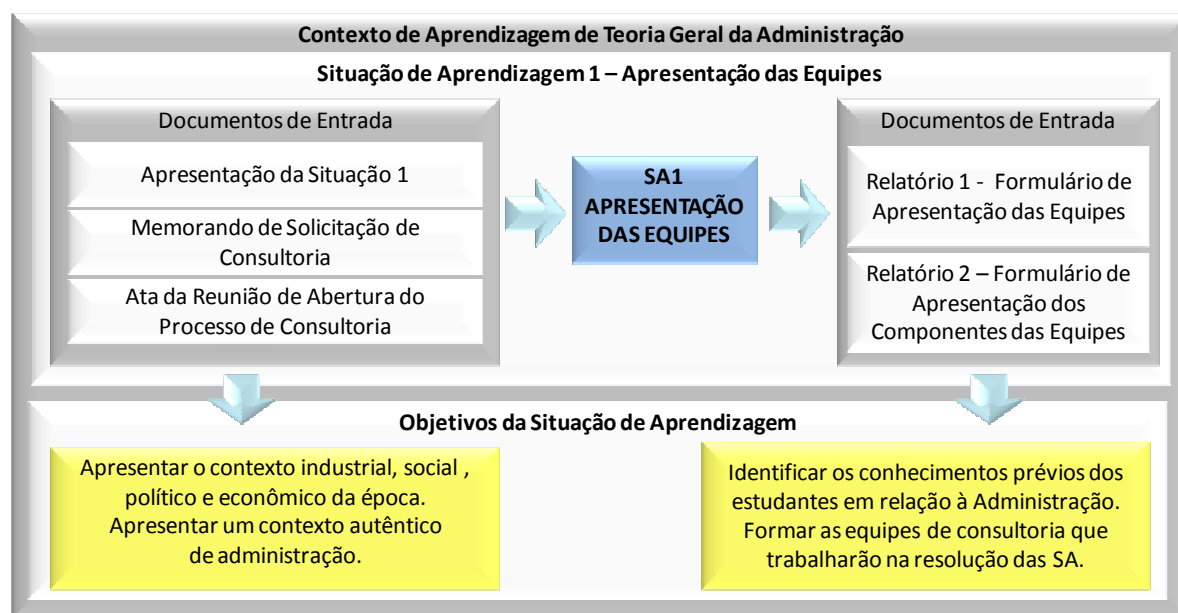 Contexto de Aprendizagem de Teoria Geral da Administração
Situação de Aprendizagem 1 – Apresentação das Equipes
Documentos de Entrada
Apresentação da Situação 1
Memorando de Solicitação de
Consultoria
Ata da Reunião de Abertura do
Processo de Consultoria
SA1
APRESENTAÇÃO
DAS EQUIPES
Documentos de Entrada
Relatório 1 - Formulário de
Apresentação das Equipes
Relatório 2 – Formulário de
Apresentação dos
Componentes das Equipes
Objetivos da Situação de Aprendizagem
Apresentar o contexto industrial, social ,
político e econômico da época.
Apresentar um contexto autêntico
de administração.
Identificar os conhecimentos prévios dos
estudantes em relação à Administração.
Formar as equipes de consultoria que
trabalharão na resolução das SA.